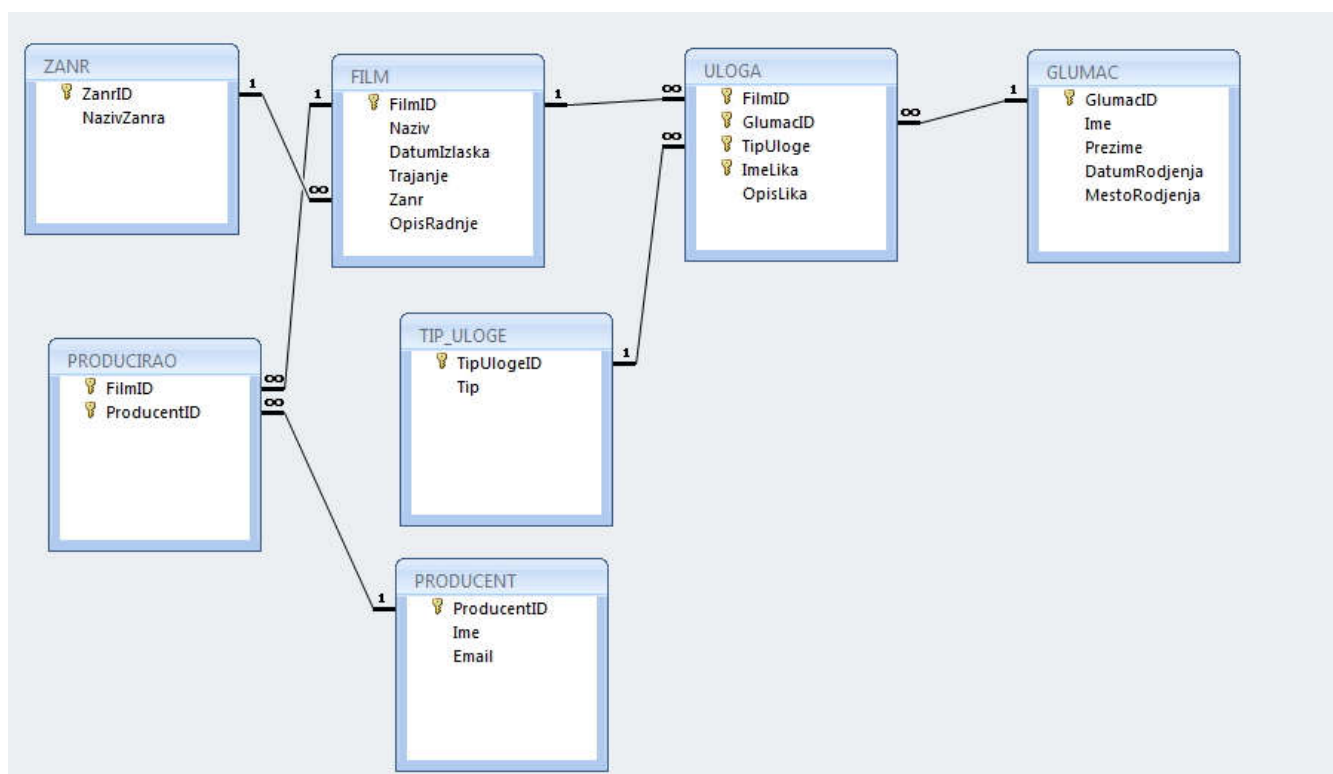 ZANR
ZanrID
NazivZanra
1
∞
FILM
FilmID
Naziv
DatumIzlaska
Trajanje
Zanr
OpisRadnje
1
1
∞
∞
ULOGA
FilmID
GlumacID
TipUloge
ImeLika
OpisLika
∞
1
GLUMAC
GlumacID
Ime
Prezime
DatumRodjenja
MestoRodjenja
PRODUCIRAO
FilmID
ProducentID
∞
∞
TIP_ULOGE
TipUlogeID
Tip
1
PRODUCENT
ProducentID
Ime
Email
1